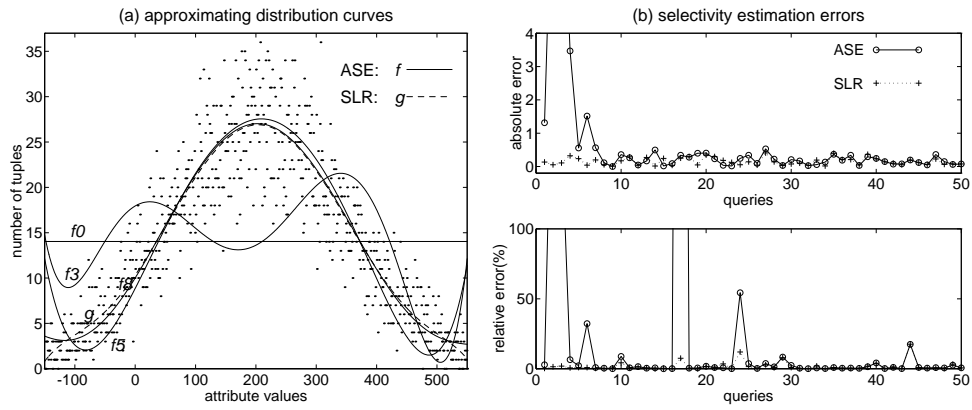 (a) approximating distribution curves
35
30
25
20
15
10
5
0
number of tuples
ASE: f
SLR: g
f0
f3
f8
g
f5
-100
0
100
200
300
400
500
attribute values
(b) selectivity estimation errors
4
3
2
1
0
absolute error
ASE
SLR
0
10
20
30
40
50
queries
100
50
0
relative error(%)
0
10
20
30
40
50
queries